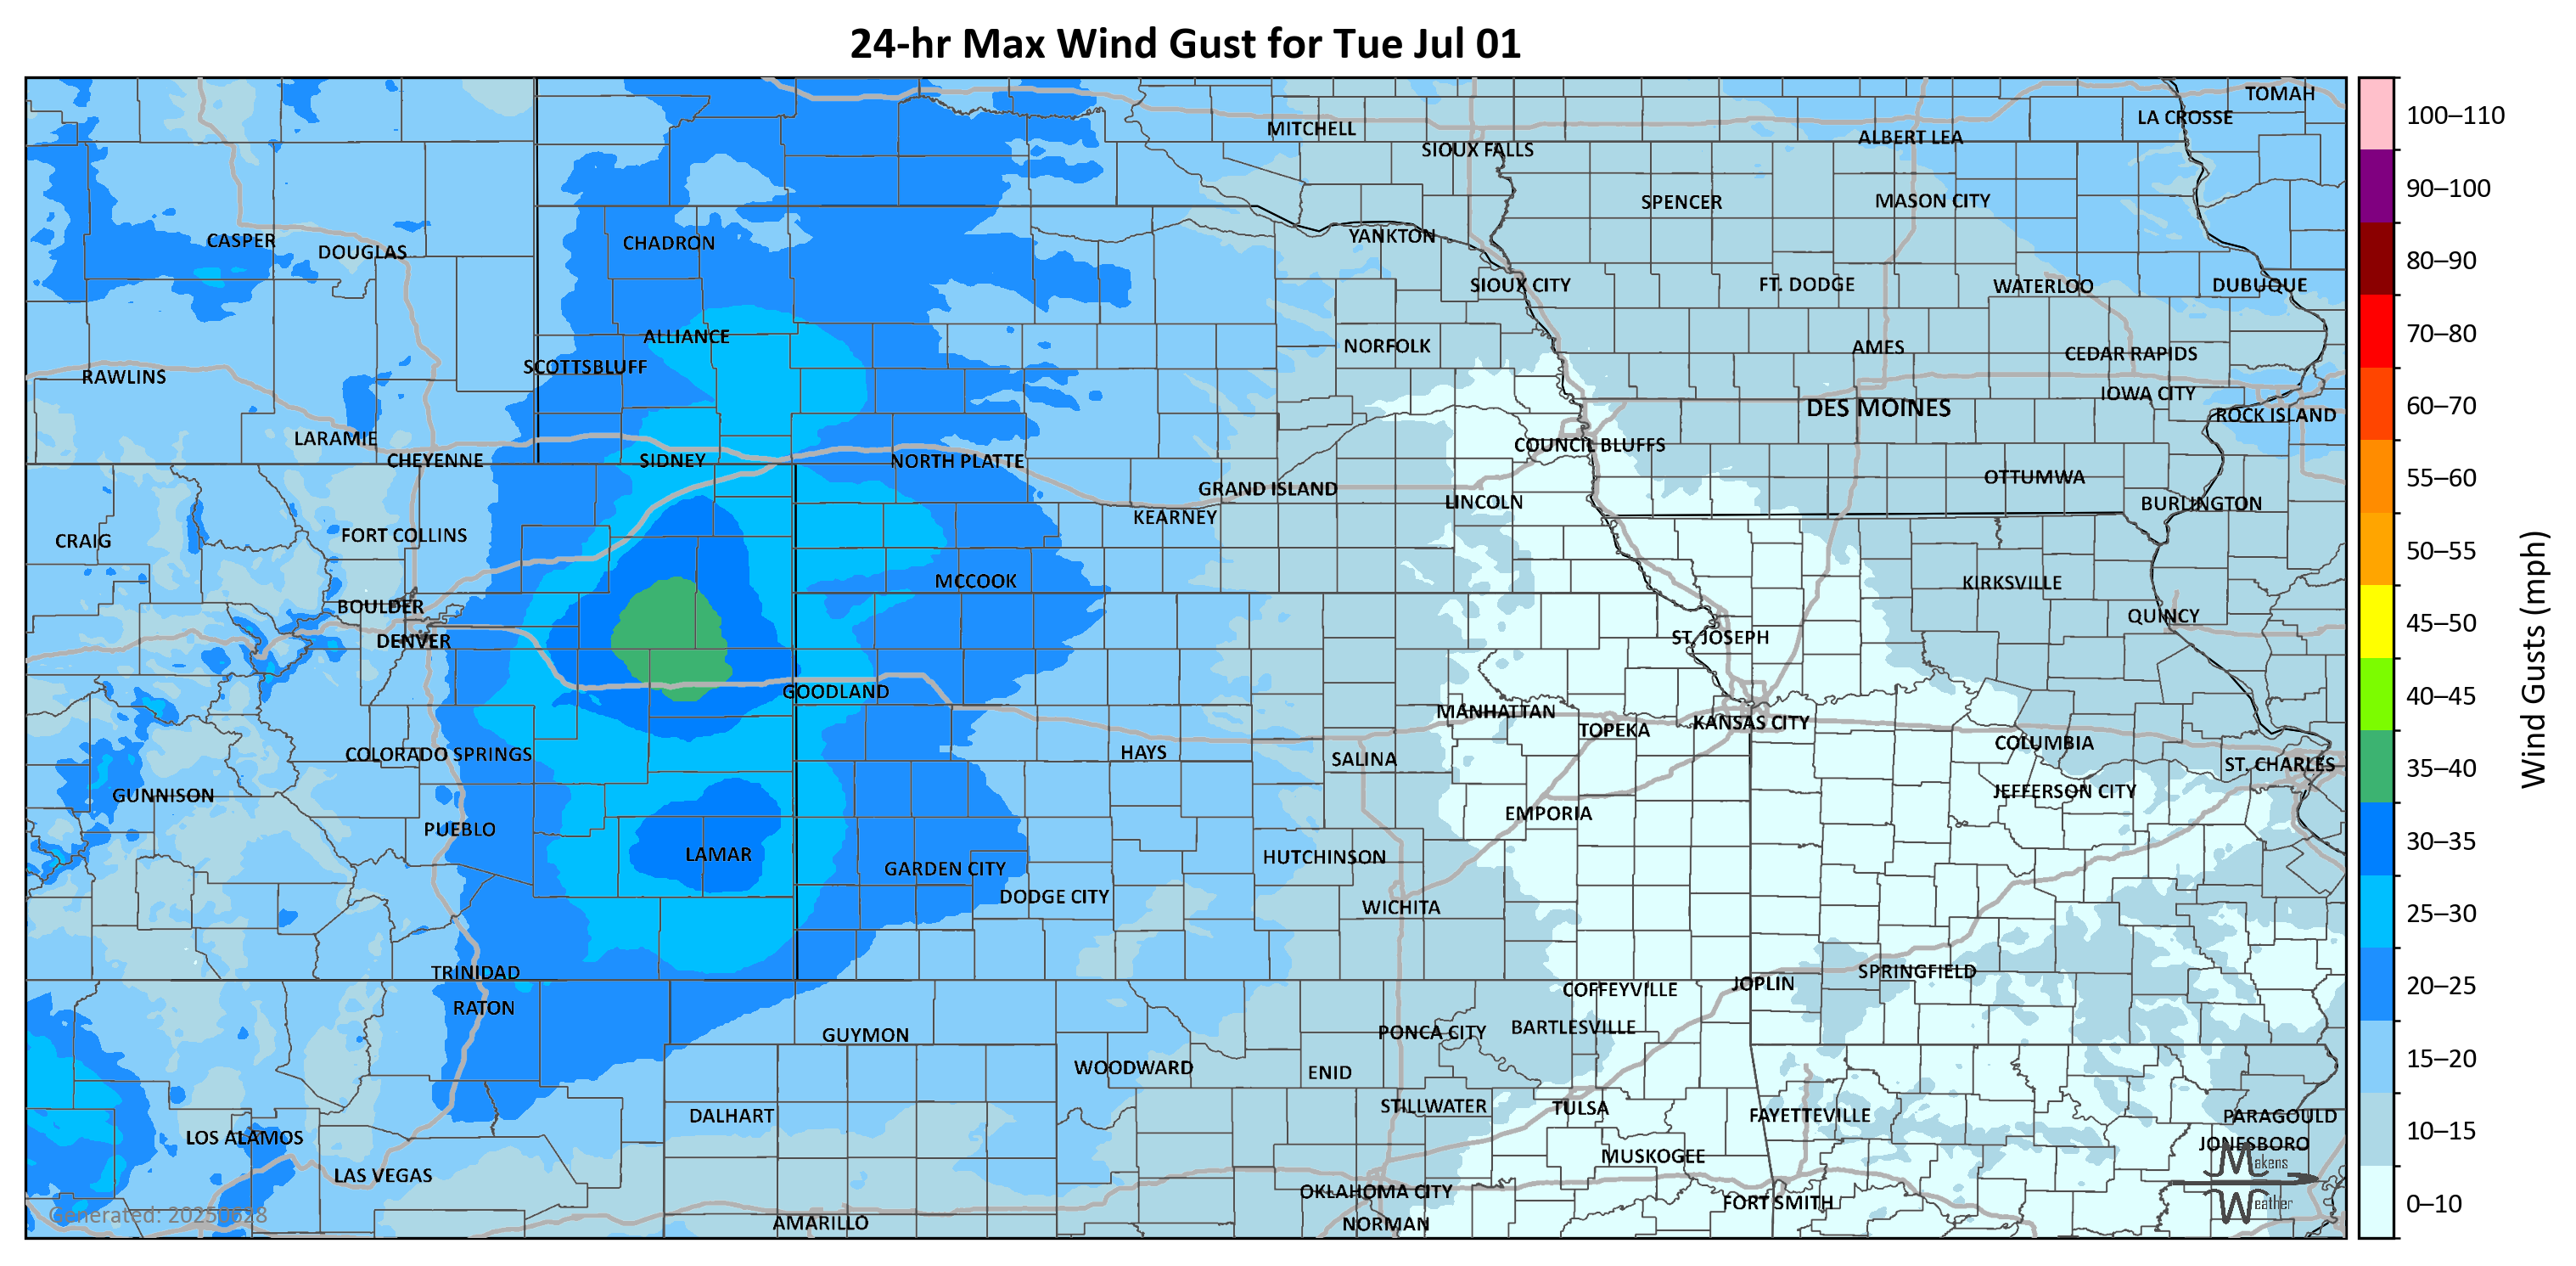 24-hr Max Wind Gust for Tue Jul 01
TOMAH
LA CROSSE
MITCHELL
ALBERT LEA
SIOUX FALLS
SPENCER
MASON CITY
CASPER
DOUGLAS
CHADRON
YANKTON
SIOUX CITY
FT. DODGE
WATERLOO
DUBUQUE
ALLIANCE
NORFOLK
AMES
CEDAR RAPIDS
SCOTTSBLUFF
RAWLINS
IOWA CITY
DES MOINES
ROCK ISLAND
LARAMIE
COUNCIL BLUFFS
CHEYENNE
SIDNEY
NORTH PLATTE
OTTUMWA
GRAND ISLAND
LINCOLN
BURLINGTON
KEARNEY
FORT COLLINS
CRAIG
MCCOOK
KIRKSVILLE
BOULDER
QUINCY
DENVER
ST. JOSEPH
GOODLAND
MANHATTAN
TOPEKA
KANSAS CITY
COLUMBIA
COLORADO SPRINGS
HAYS
SALINA
ST. CHARLES
GUNNISON
JEFFERSON CITY
EMPORIA
PUEBLO
LAMAR
HUTCHINSON
GARDEN CITY
DODGE CITY
WICHITA
TRINIDAD
SPRINGFIELD
JOPLIN
COFFEYVILLE
RATON
BARTLESVILLE
PONCA CITY
GUYMON
WOODWARD
ENID
STILLWATER
TULSA
DALHART
FAYETTEVILLE
PARAGOULD
LOS ALAMOS
JONESBORO
MUSKOGEE
LAS VEGAS
OKLAHOMA CITY
FORT SMITH
AMARILLO
NORMAN
Generated: 20250628
Makens
Weather
100–110
90–100
80–90
70–80
60–70
55–60
50–55
45–50
40–45
35–40
30–35
25–30
20–25
15–20
10–15
0–10
Wind Gusts (mph)